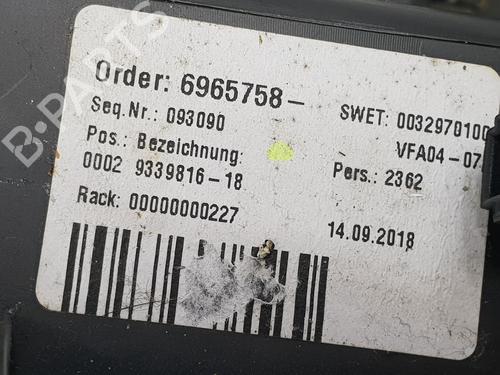 Order: 6965758-
Seq.Nr.: 093090
SWET: 0032970100
VFA04-07
Pos.: Bezeichnung:
Pers.: 2362
0002 9339816-18
Rack: 00000000227
14.09.2018
B-PARTS